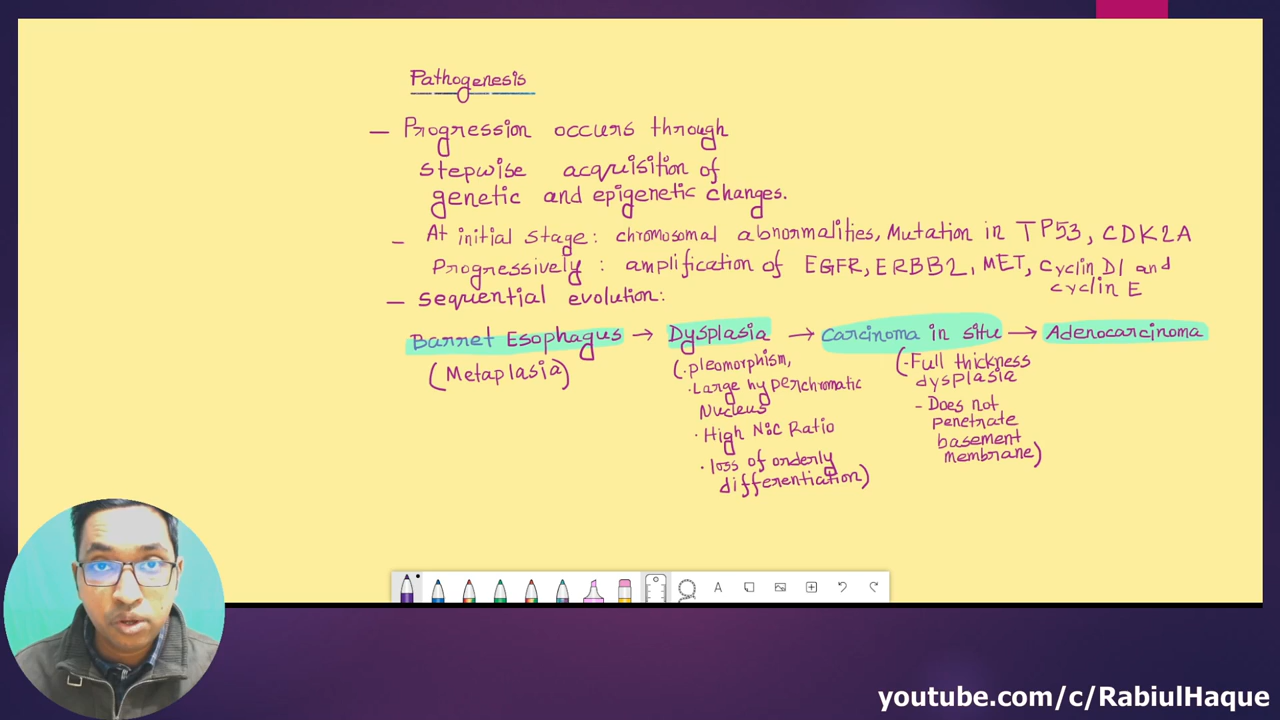 Pathogenesis
— Progression occurs through
stepwise acquisition of
genetic and epigenetic changes.
– At initial stage: chromosomal abnormalities, Mutation in TP53, CDK2A
Progressively: amplification of EGFR, ERBB2, MET, cyclin D1 and
cyclin E
– sequential evolution:
Barret Esophagus → Dysplasia → Carcinoma in situ → Adenocarcinoma
(Metaplasia)
(·pleomorphism,
·Large hyperchromatic
Nucleus
·High N:C Ratio
·loss of orderly
differentiation)
(-Full thickness
dysplasia
- Does not
penetrate
basement
membrane)
A
youtube.com/c/RabiulHaque